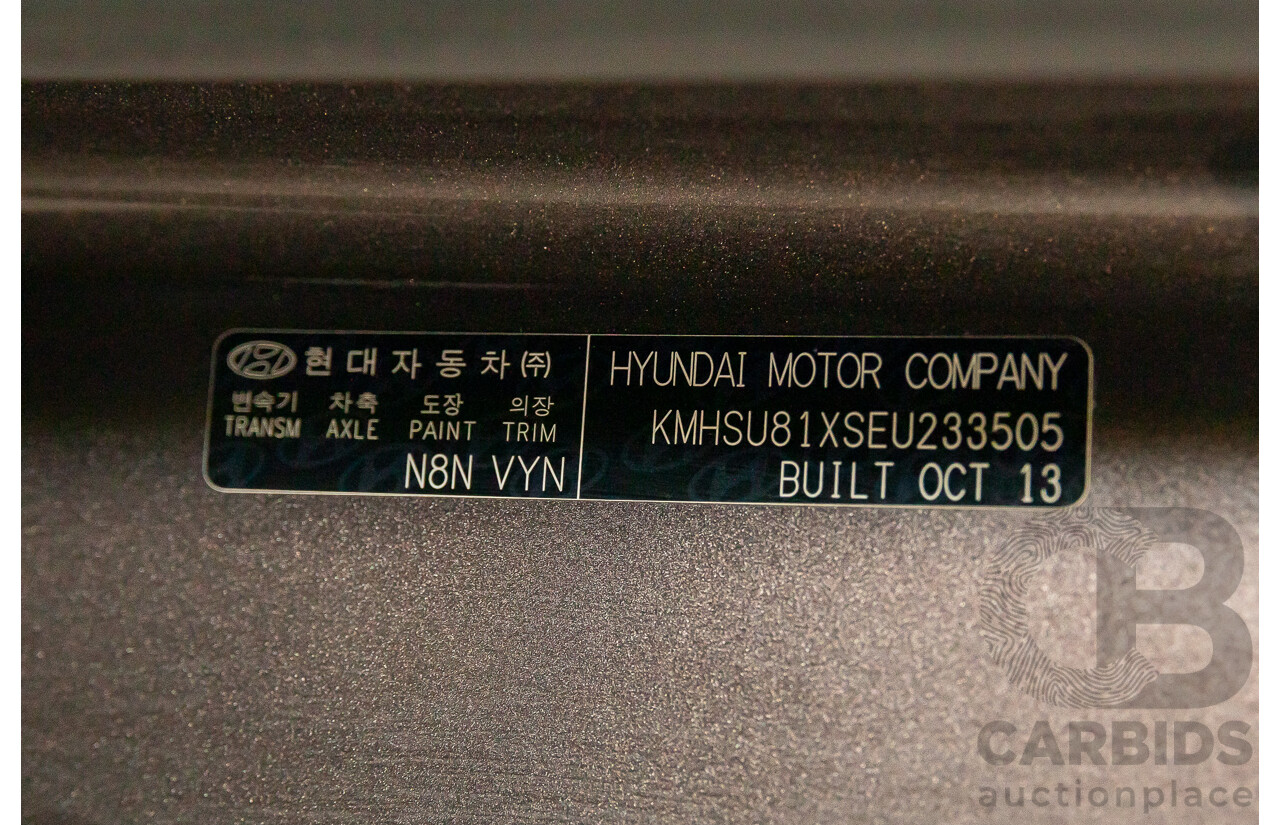 현대자동차(주)
변속기 차축 도장 의장
TRANSM AXLE PAINT TRIM
N8N VYN
HYUNDAI MOTOR COMPANY
KMHSU81XSEU233505
BUILT OCT 13
CB
CARBIDS
auctionplace